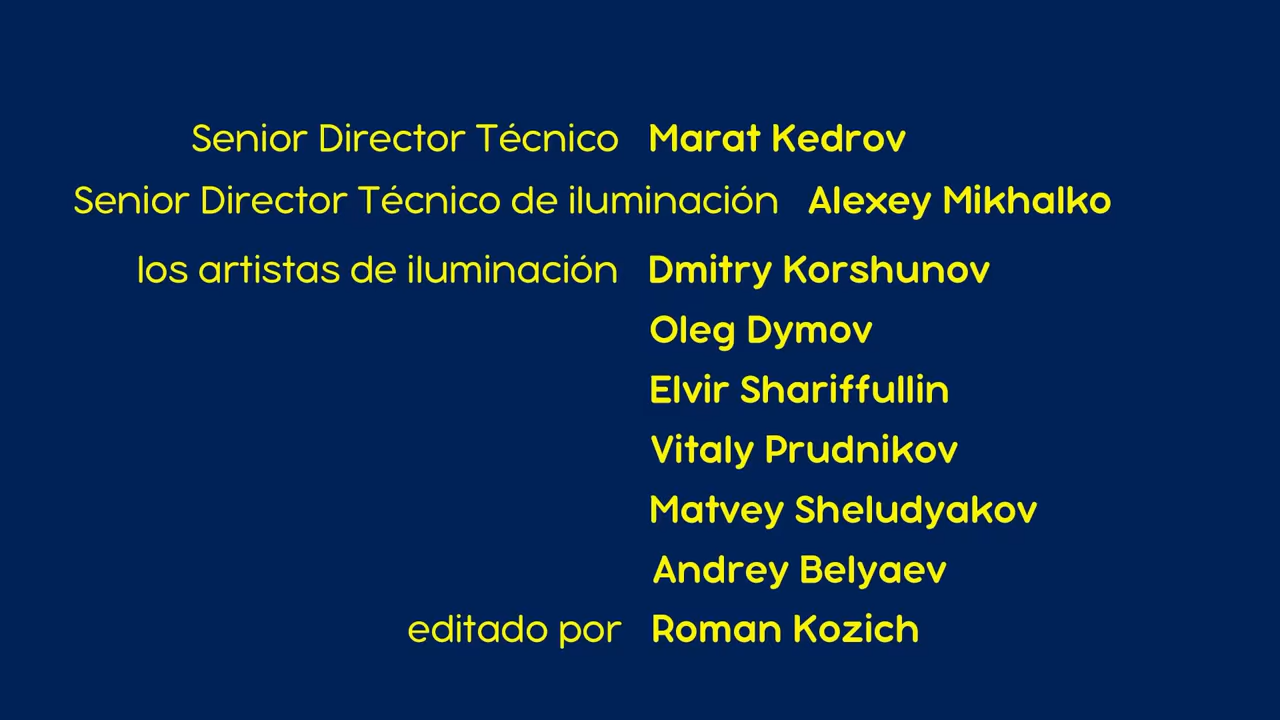 Senior Director Técnico Marat Kedrov
Senior Director Técnico de iluminación Alexey Mikhalko
los artistas de iluminación Dmitry Korshunov
Oleg Dymov
Elvir Shariffullin
Vitaly Prudnikov
Matvey Sheludyakov
Andrey Belyaev
editado por Roman Kozich